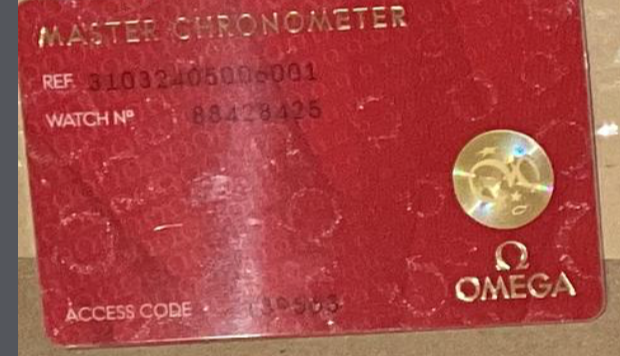 MASTER CHRONOMETER
REF. 31032405006001
WATCH Nº 88428425
ACCESS CODE
Ω
OMEGA